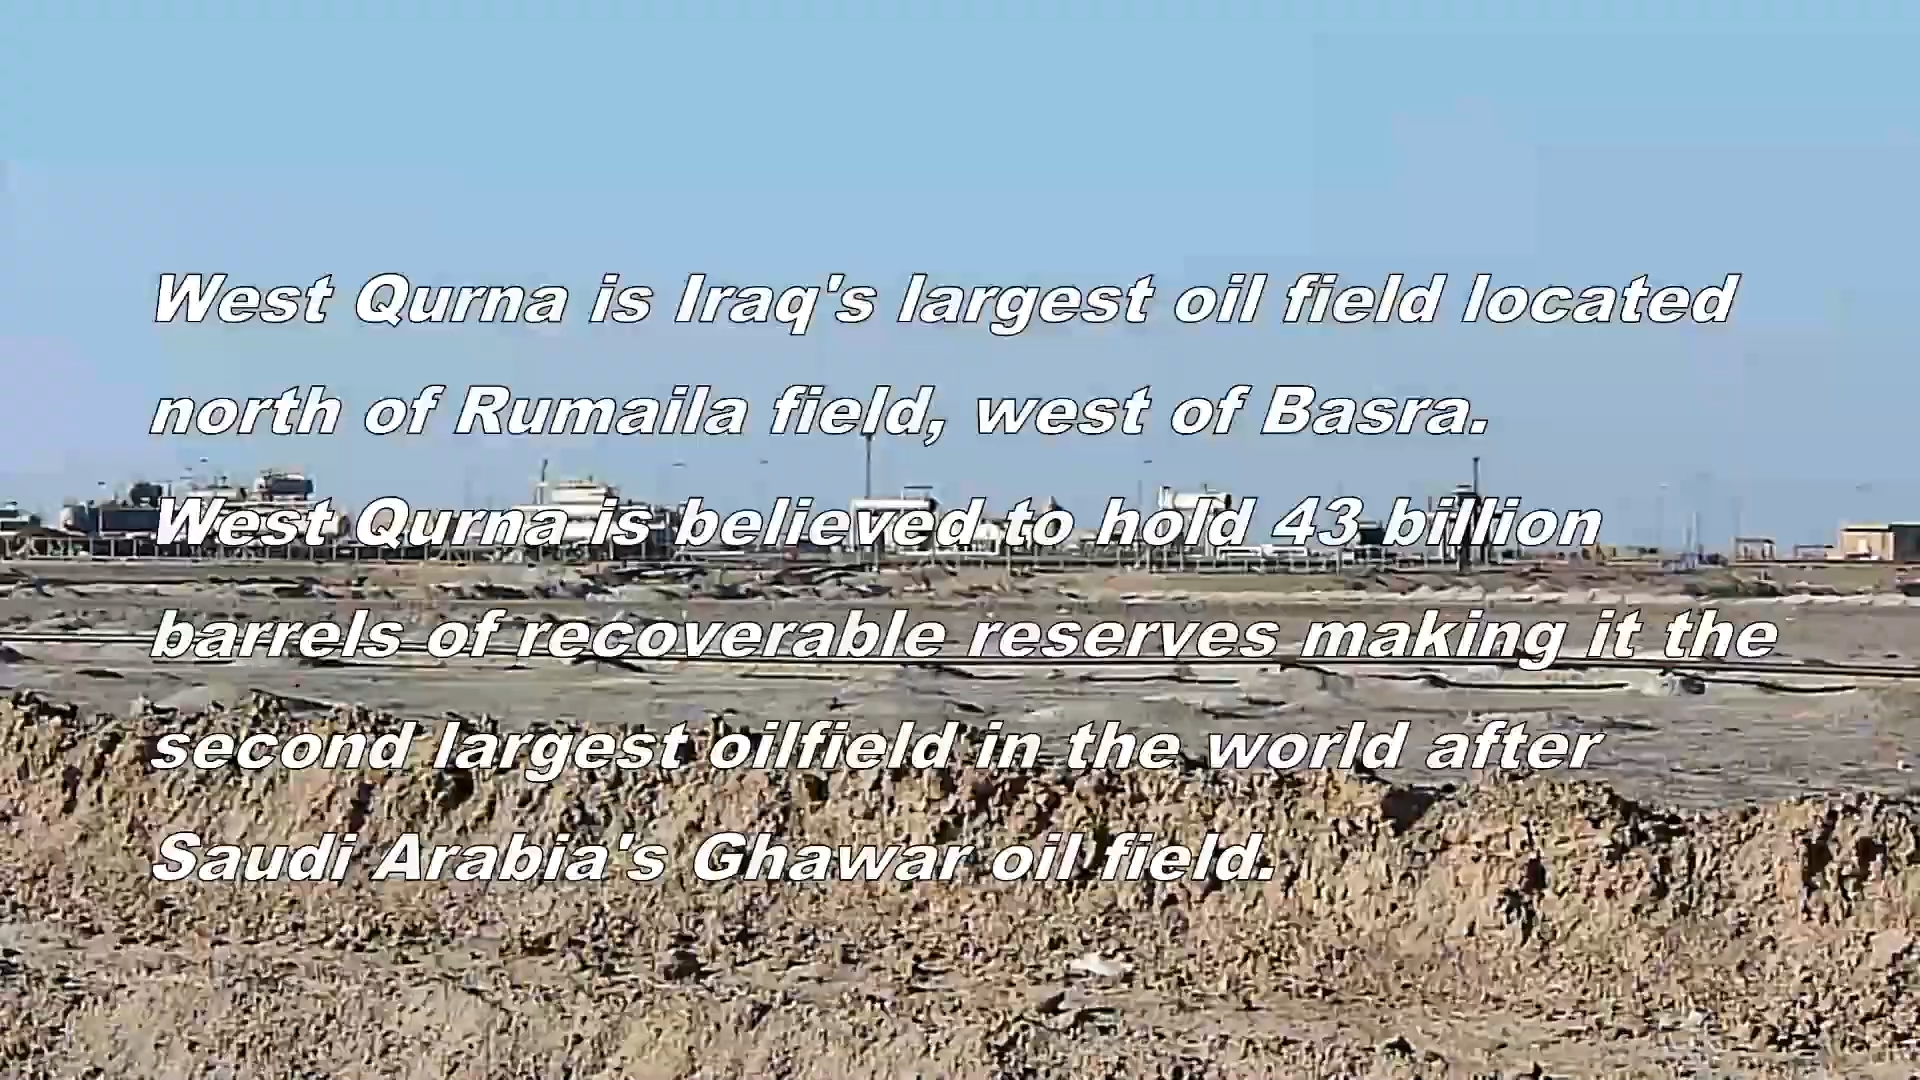 West Qurna is Iraq's largest oil field located
north of Rumaila field, west of Basra.
West Qurna is believed to hold 43 billion
barrels of recoverable reserves making it the
second largest oilfield in the world after
Saudi Arabia's Ghawar oil field.